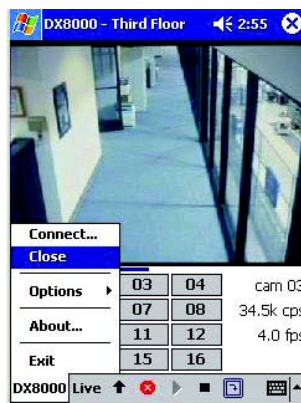 DX8000 - Third Floor 2:55
Connect...
Close
Options
About...
Exit
03 04 cam 03
07 08 34.5k cps
11 12 4.0 fps
15 16
DX8000 Live